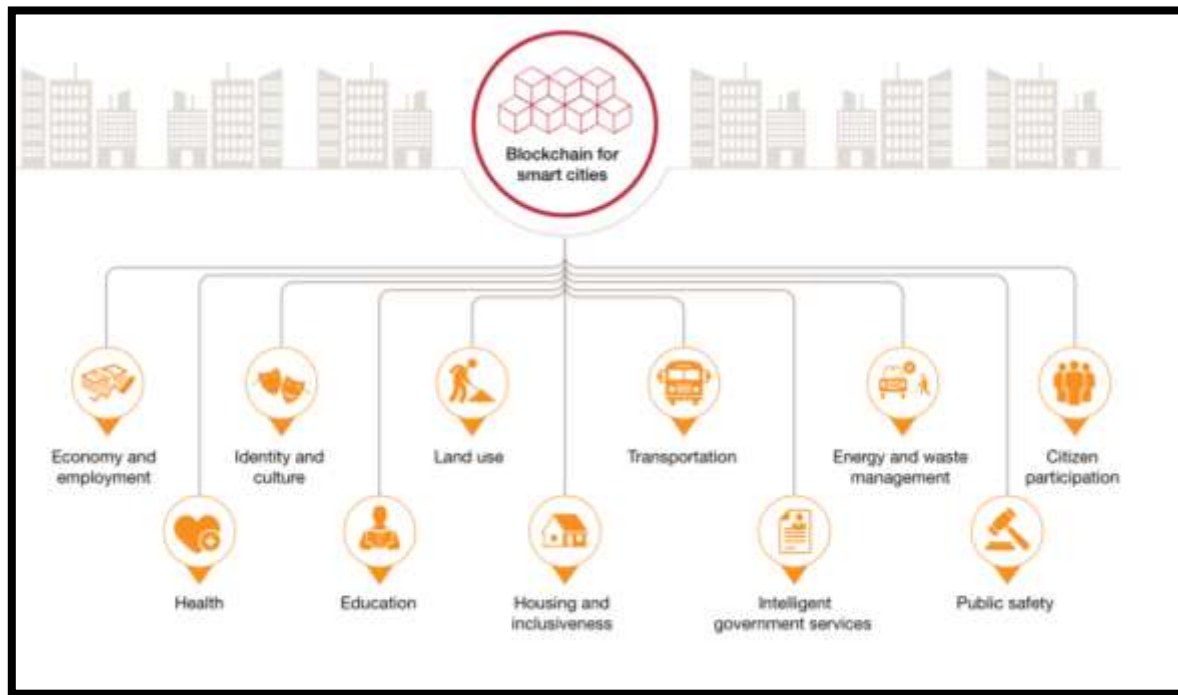 Blockchain for
smart cities
Economy and
employment
Identity and
culture
Land use
Transportation
Energy and waste
management
Citizen
participation
Health
Education
Housing and
inclusiveness
Intelligent
government services
Public safety